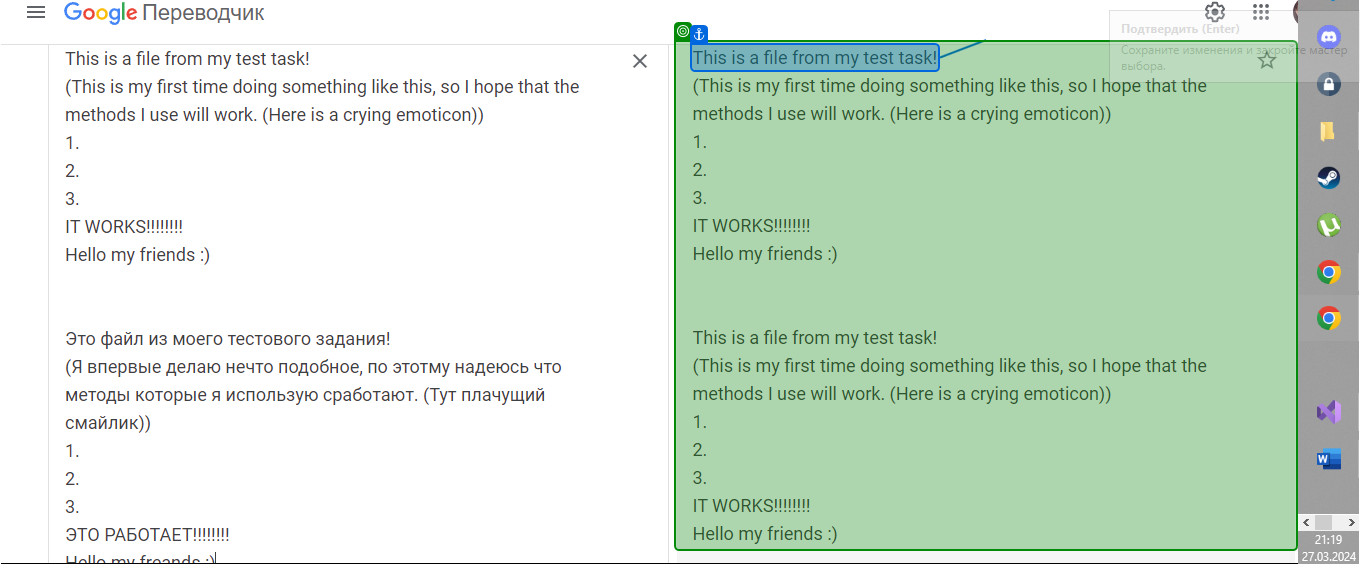 Google Переводчик
Подтвердить (Enter)
Сохраните изменения и закройте мастер
выбора.
This is a file from my test task!
(This is my first time doing something like this, so I hope that the
methods I use will work. (Here is a crying emoticon))
1.
2.
3.
IT WORKS!!!!!!!!
Hello my friends :)
Это файл из моего тестового задания!
(Я впервые делаю нечто подобное, по этотму надеюсь что
методы которые я использую сработают. (Тут плачущий
смайлик))
1.
2.
3.
ЭТО РАБОТАЕТ!!!!!!!!
Hello my freands :)
This is a file from my test task!
(This is my first time doing something like this, so I hope that the
methods I use will work. (Here is a crying emoticon))
1.
2.
3.
IT WORKS!!!!!!!!
Hello my friends :)
This is a file from my test task!
(This is my first time doing something like this, so I hope that the
methods I use will work. (Here is a crying emoticon))
1.
2.
3.
IT WORKS!!!!!!!!
Hello my friends :)
21:19
27.03.2024